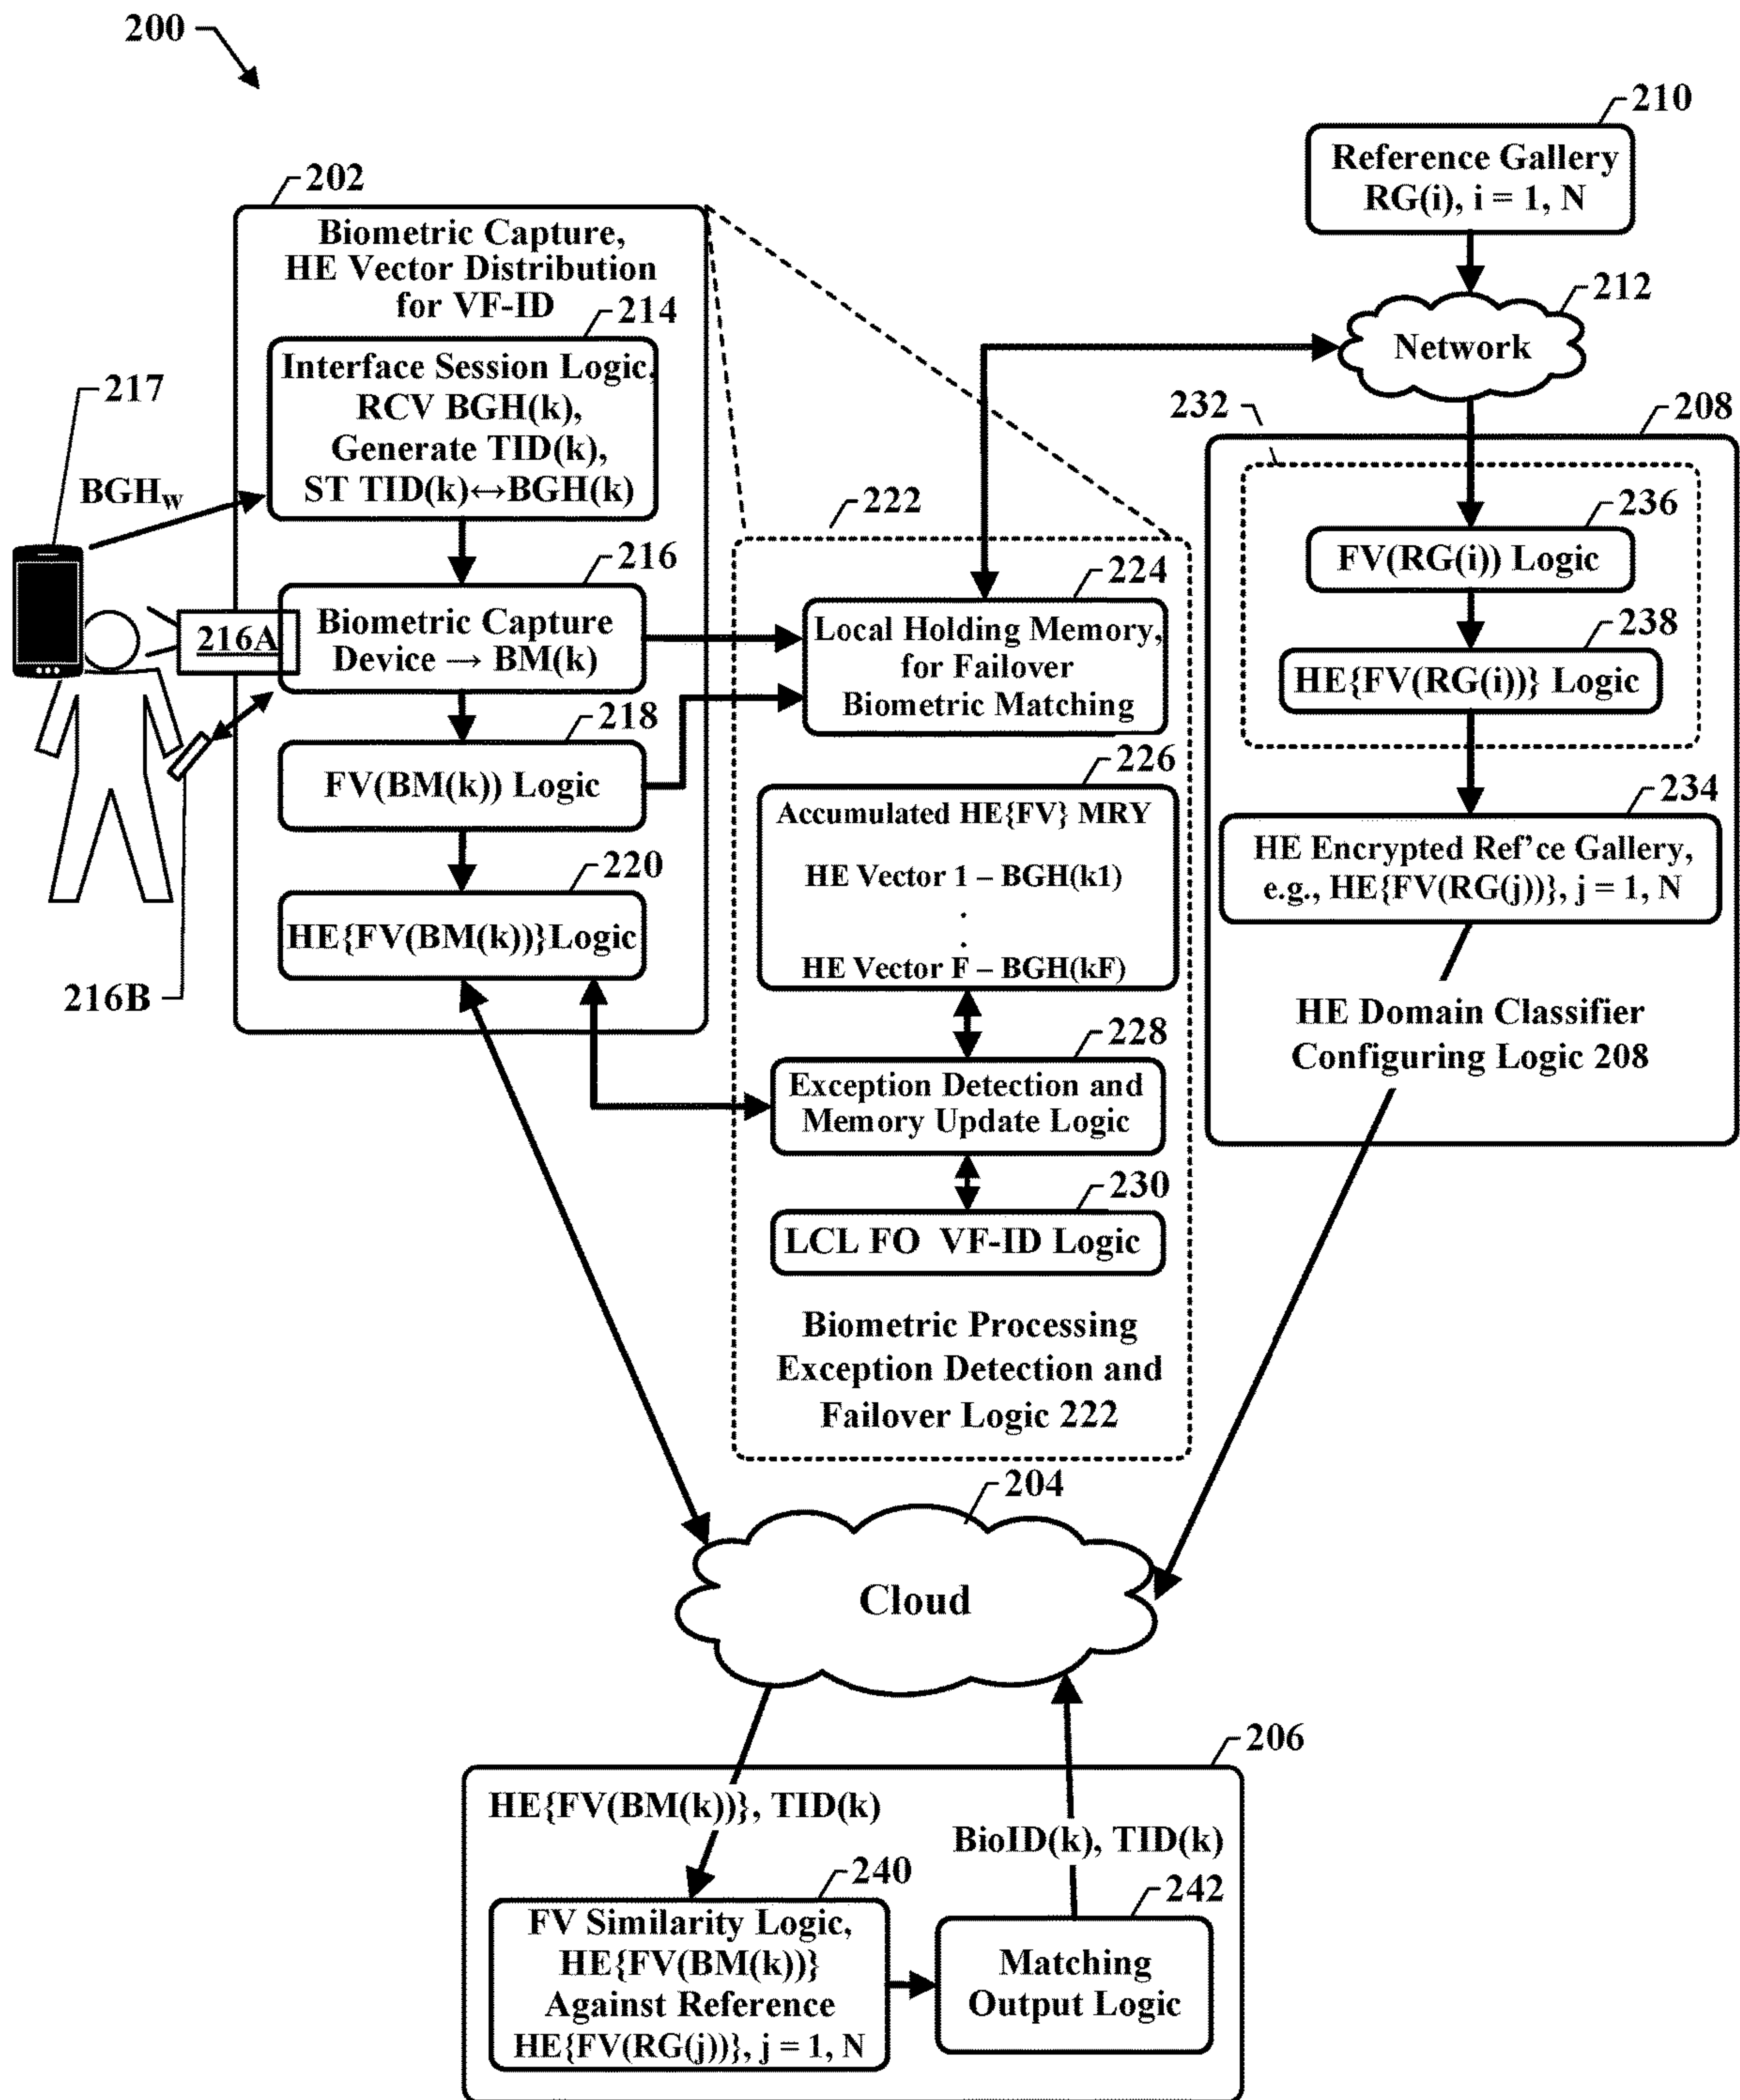 200
210
Reference Gallery
RG(i), i = 1, N
202
Biometric Capture,
HE Vector Distribution
for VF-ID
214
212
Network
Interface Session Logic,
RCV BGH(k),
Generate TID(k),
ST TID(k)↔BGH(k)
217
BGHw
232
208
222
236
FV(RG(i)) Logic
216
216A
Biometric Capture
Device → BM(k)
224
Local Holding Memory,
for Failover
Biometric Matching
238
HE{FV(RG(i))} Logic
218
FV(BM(k)) Logic
226
Accumulated HE{FV} MRY
HE Vector 1 – BGH(k1)
.
.
HE Vector F – BGH(kF)
234
HE Encrypted Ref'ce Gallery,
e.g., HE{FV(RG(j))}, j = 1, N
220
HE{FV(BM(k))}Logic
216B
HE Domain Classifier
Configuring Logic 208
228
Exception Detection and
Memory Update Logic
230
LCL FO VF-ID Logic
Biometric Processing
Exception Detection and
Failover Logic 222
204
Cloud
206
HE{FV(BM(k))}, TID(k)
BioID(k), TID(k)
240
FV Similarity Logic,
HE{FV(BM(k))}
Against Reference
HE{FV(RG(j))}, j = 1, N
242
Matching
Output Logic